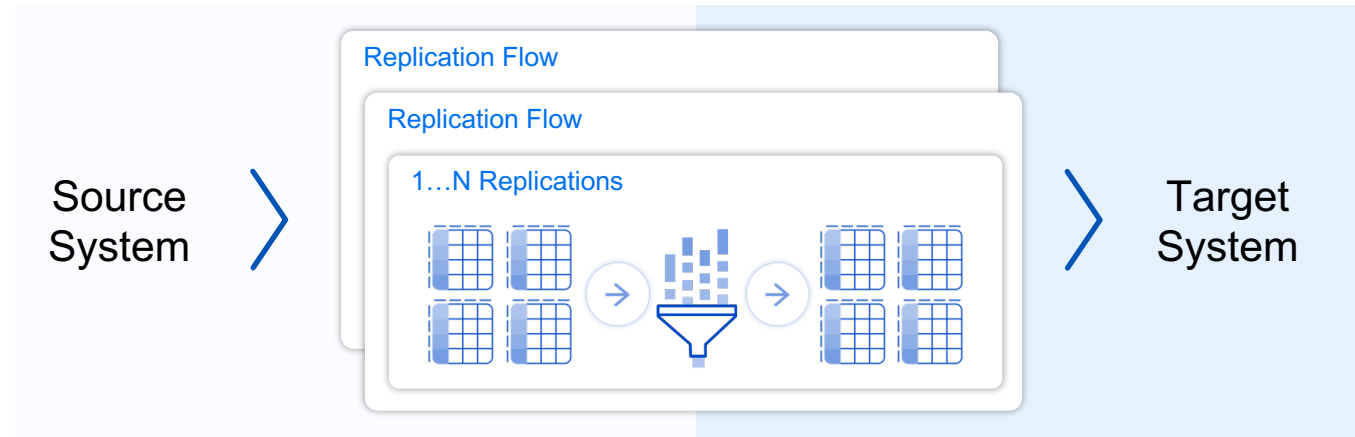 Replication Flow
Replication Flow
1…N Replications
Source
System
Target
System